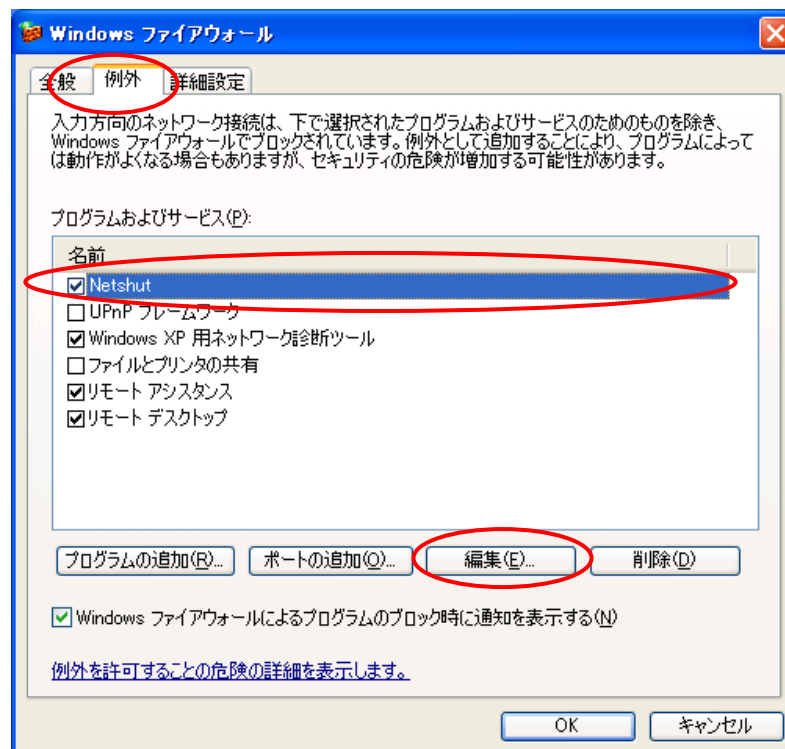 Windows ファイアウォール
全般 例外 詳細設定
入力方向のネットワーク接続は、下で選択されたプログラムおよびサービスのためのものを除き、
Windows ファイアウォールでブロックされています。例外として追加することにより、プログラムによって
は動作がよくなる場合もありますが、セキュリティの危険が増加する可能性があります。
プログラムおよびサービス(P):
名前
Netshut
UPnP フレームワーク
Windows XP 用ネットワーク診断ツール
ファイルとプリンタの共有
リモート アシスタンス
リモート デスクトップ
プログラムの追加(R)... ポートの追加(O)... 編集(E)... 削除(D)
Windows ファイアウォールによるプログラムのブロック時に通知を表示する(N)
例外を許可することの危険の詳細を表示します。
OK キャンセル